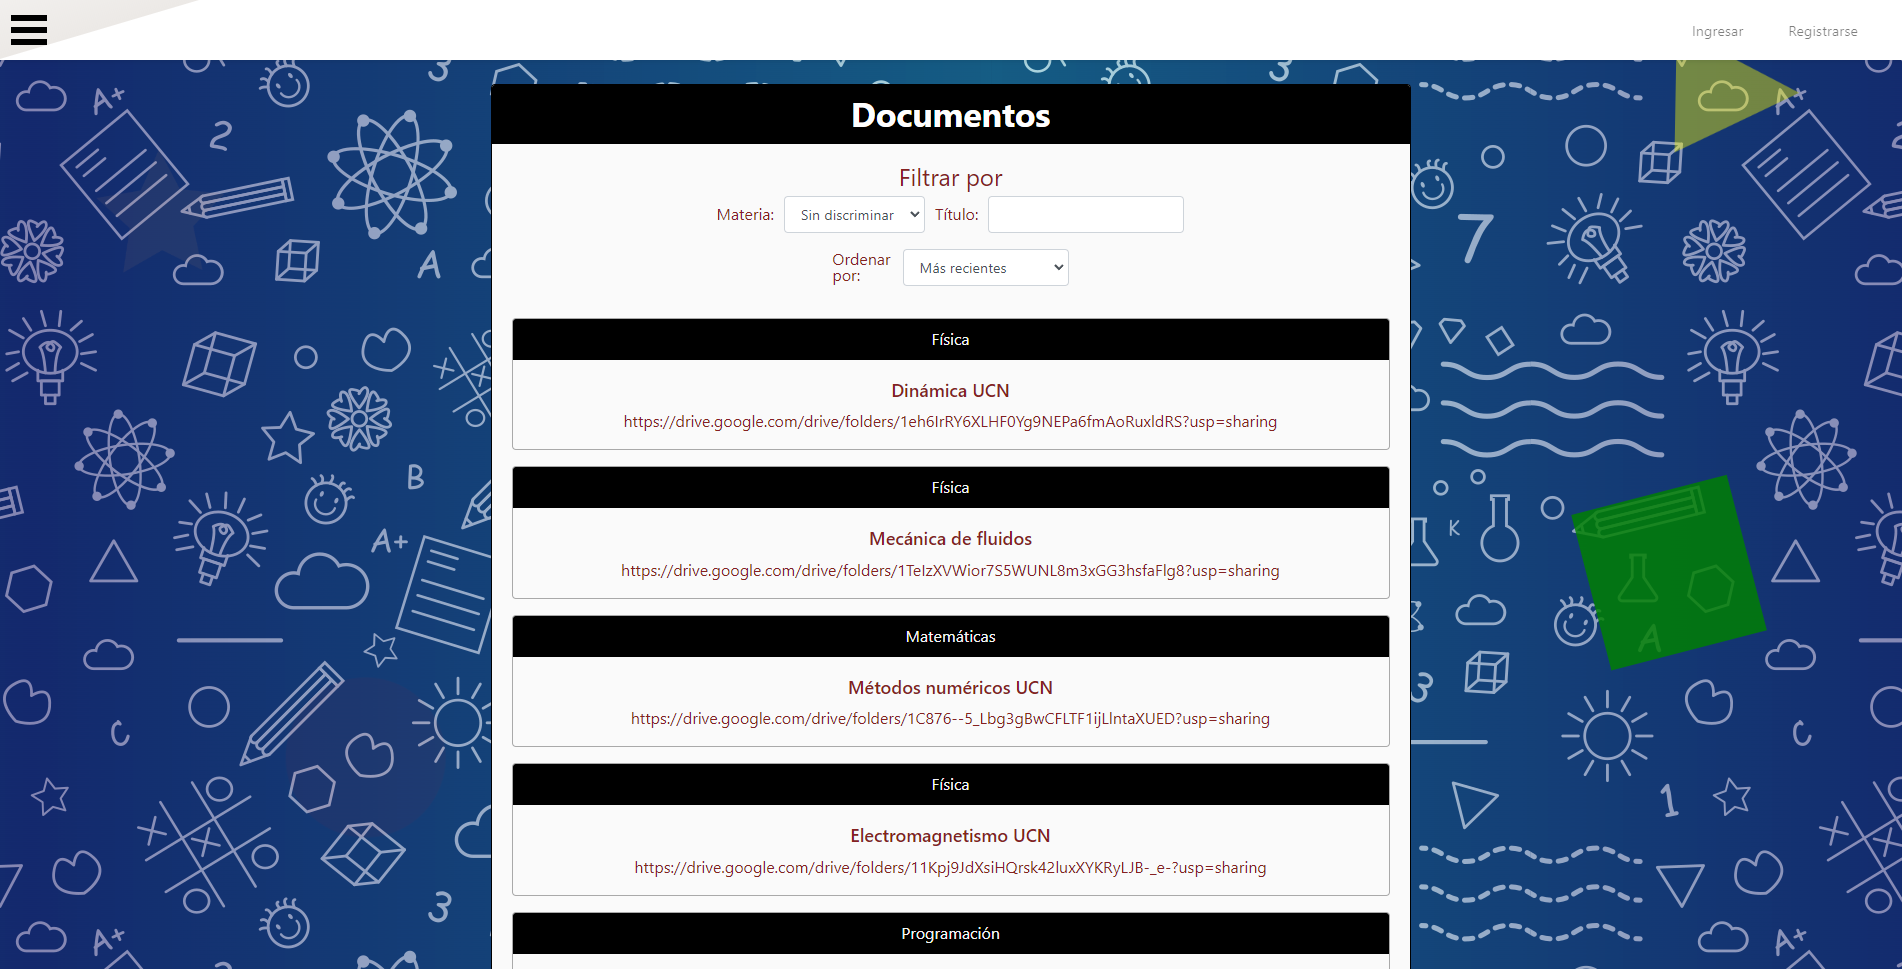 Ingresar Registrarse
Documentos
Filtrar por
Materia: Sin discriminar Título:
Ordenar por: Más recientes
Física
Dinámica UCN
https://drive.google.com/drive/folders/1eh6IrRY6XLHF0Yg9NEPa6fmAoRuxldRS?usp=sharing
Física
Mecánica de fluidos
https://drive.google.com/drive/folders/1TeIzXVWior7S5WUNL8m3xGG3hsfaFlg8?usp=sharing
Matemáticas
Métodos numéricos UCN
https://drive.google.com/drive/folders/1C876--5_Lbg3gBwCFLTF1ijLlntaXUED?usp=sharing
Física
Electromagnetismo UCN
https://drive.google.com/drive/folders/11Kpj9JdXsiHQrsk42luxXYKRyLJB-_e-?usp=sharing
Programación